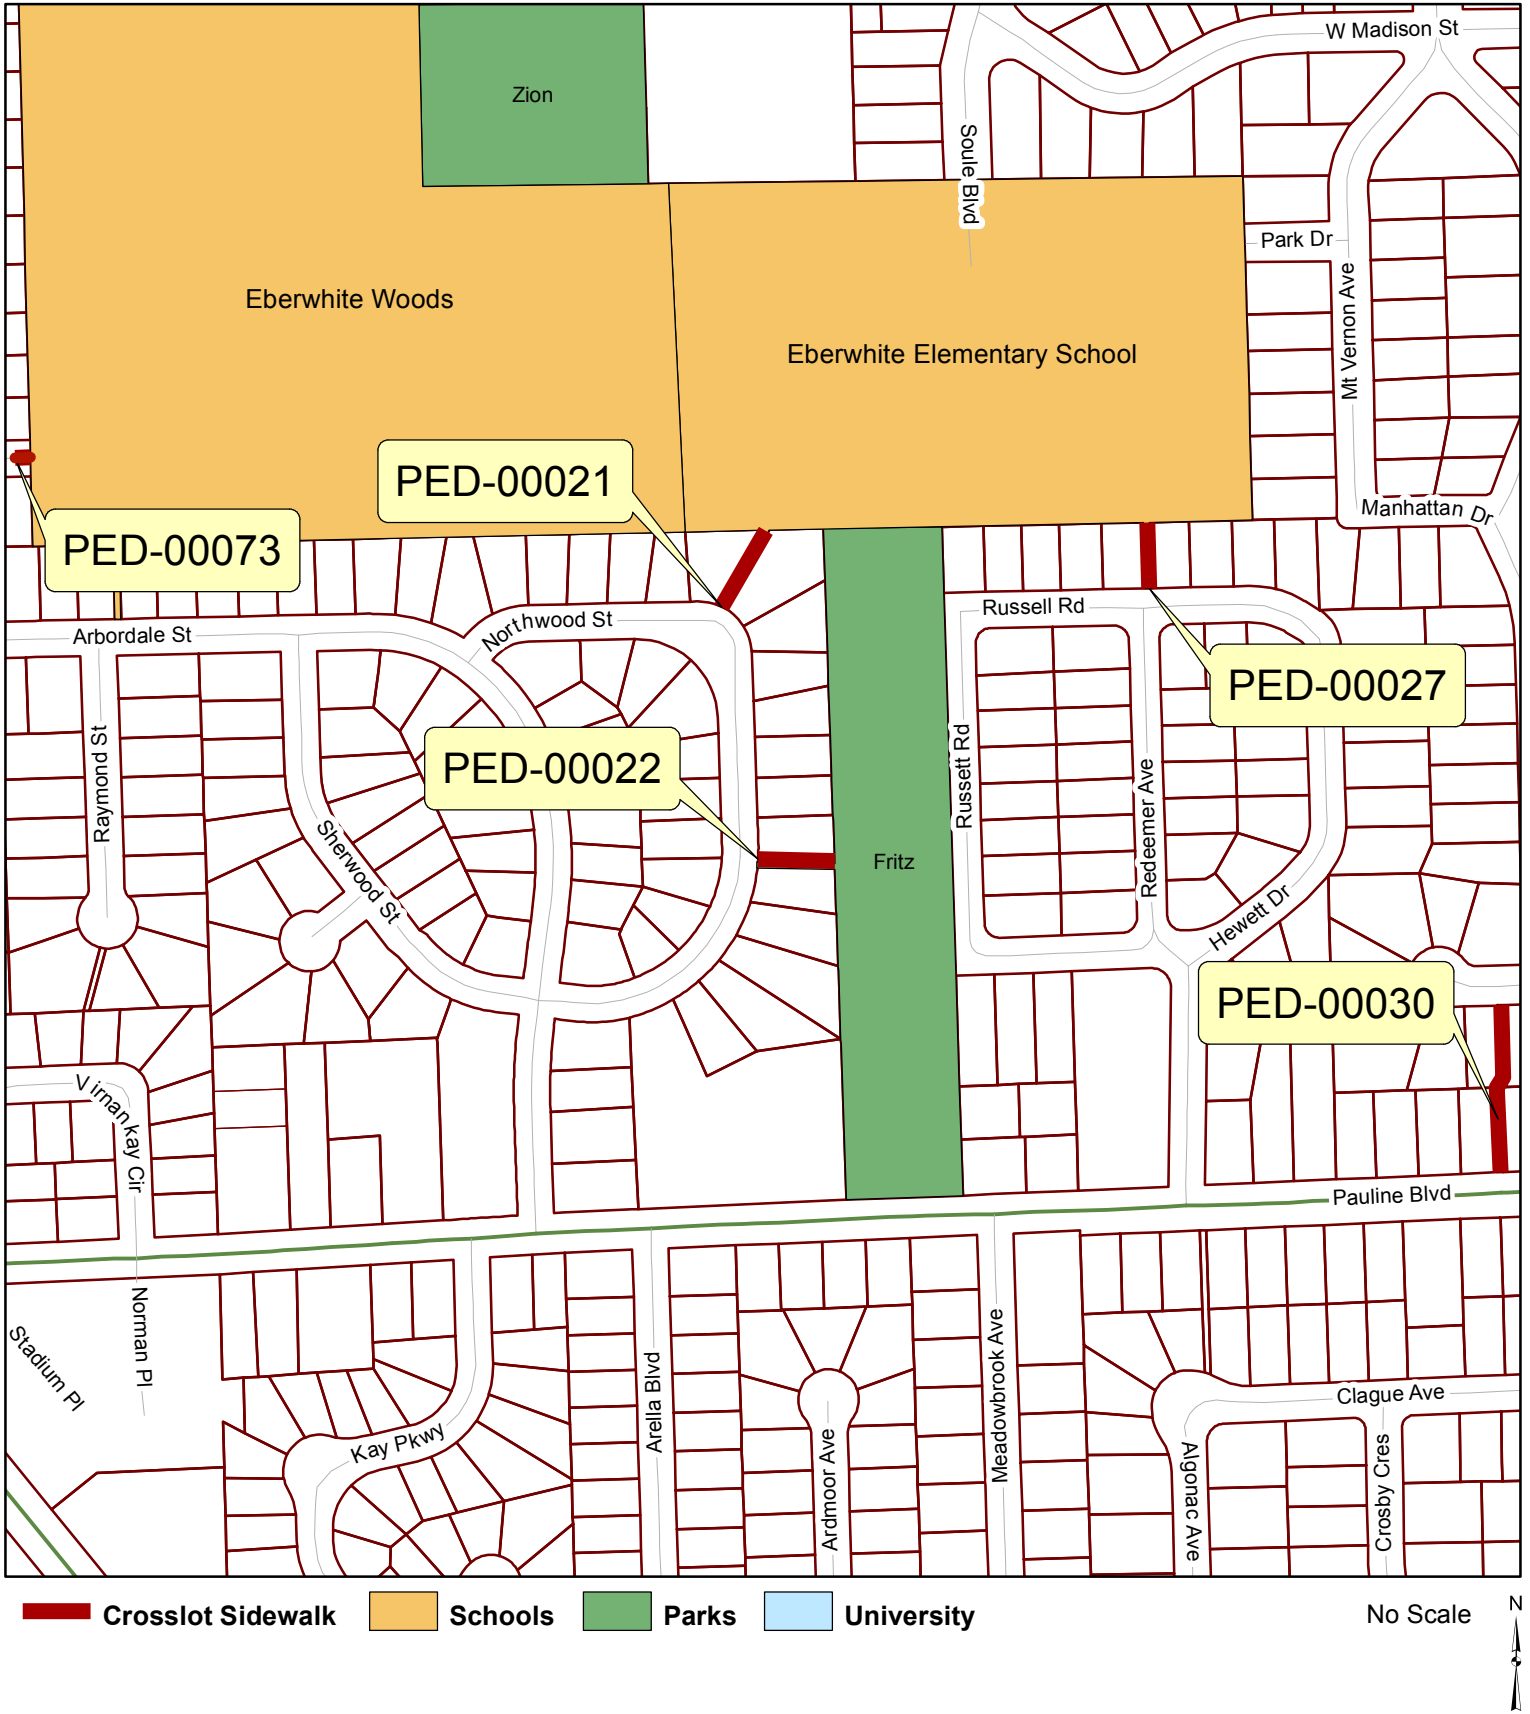 W Madison St
Zion
Soule Blvd
Park Dr
Eberwhite Woods
Mt Vernon Ave
Eberwhite Elementary School
PED-00021
Manhattan Dr
PED-00073
Russell Rd
Northwood St
Arbordale St
PED-00027
Raymond St
PED-00022
Russett Rd
Redeemer Ave
Sherwood St
Fritz
Hewett Dr
PED-00030
Virnankay Cir
Pauline Blvd
Norman Pl
Stadium Pl
Arella Blvd
Meadowbrook Ave
Clague Ave
Kay Pkwy
Ardmoor Ave
Algonac Ave
Crosby Cres
Crosslot Sidewalk
Schools
Parks
University
No Scale
N